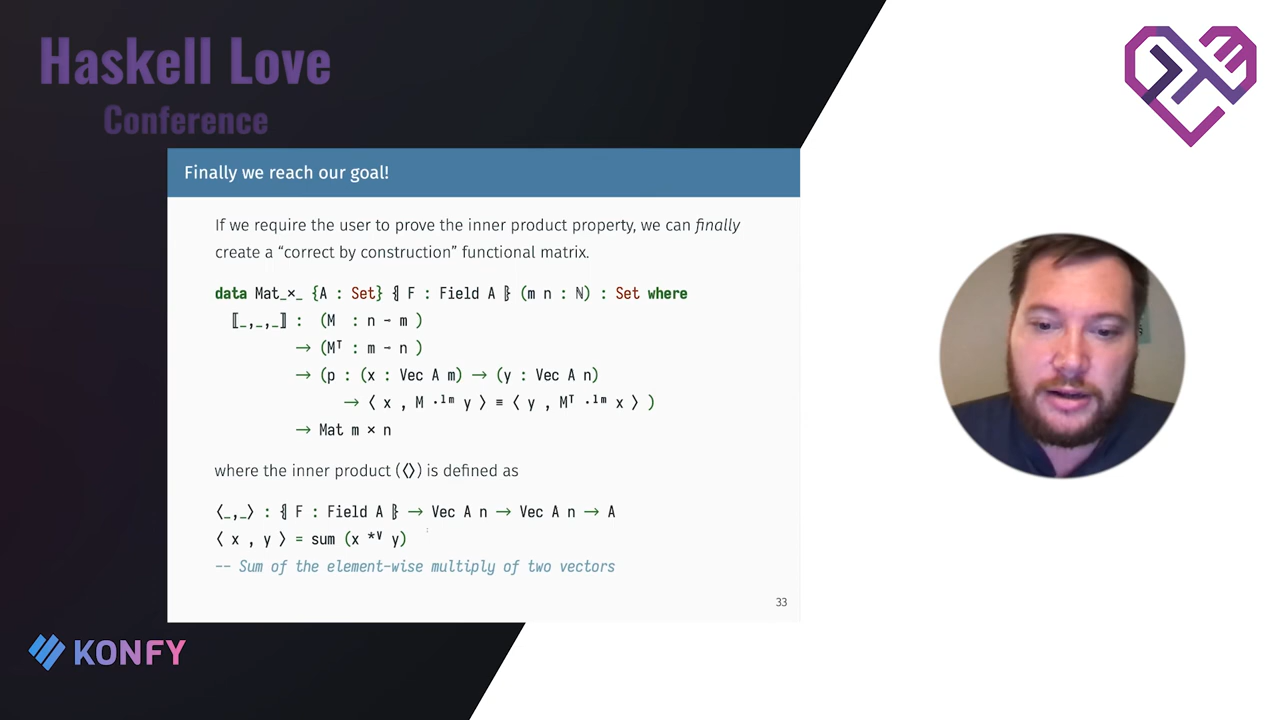 Haskell Love
Conference
Finally we reach our goal!
If we require the user to prove the inner product property, we can finally
create a “correct by construction” functional matrix.
data Mat_×_ {A : Set} ⦃ F : Field A ⦄ (m n : ℕ) : Set where
⟦_,_,_⟧ : (M : n ⊸ m )
→ (Mᵀ : m ⊸ n )
→ (p : (x : Vec A m) → (y : Vec A n)
→ ⟨ x , M ·ˡᵐ y ⟩ ≡ ⟨ y , Mᵀ ·ˡᵐ x ⟩ )
→ Mat m × n
where the inner product (⟨⟩) is defined as
⟨_,_⟩ : ⦃ F : Field A ⦄ → Vec A n → Vec A n → A
⟨ x , y ⟩ = sum (x *ⱽ y)
-- Sum of the element-wise multiply of two vectors
33
KONFY